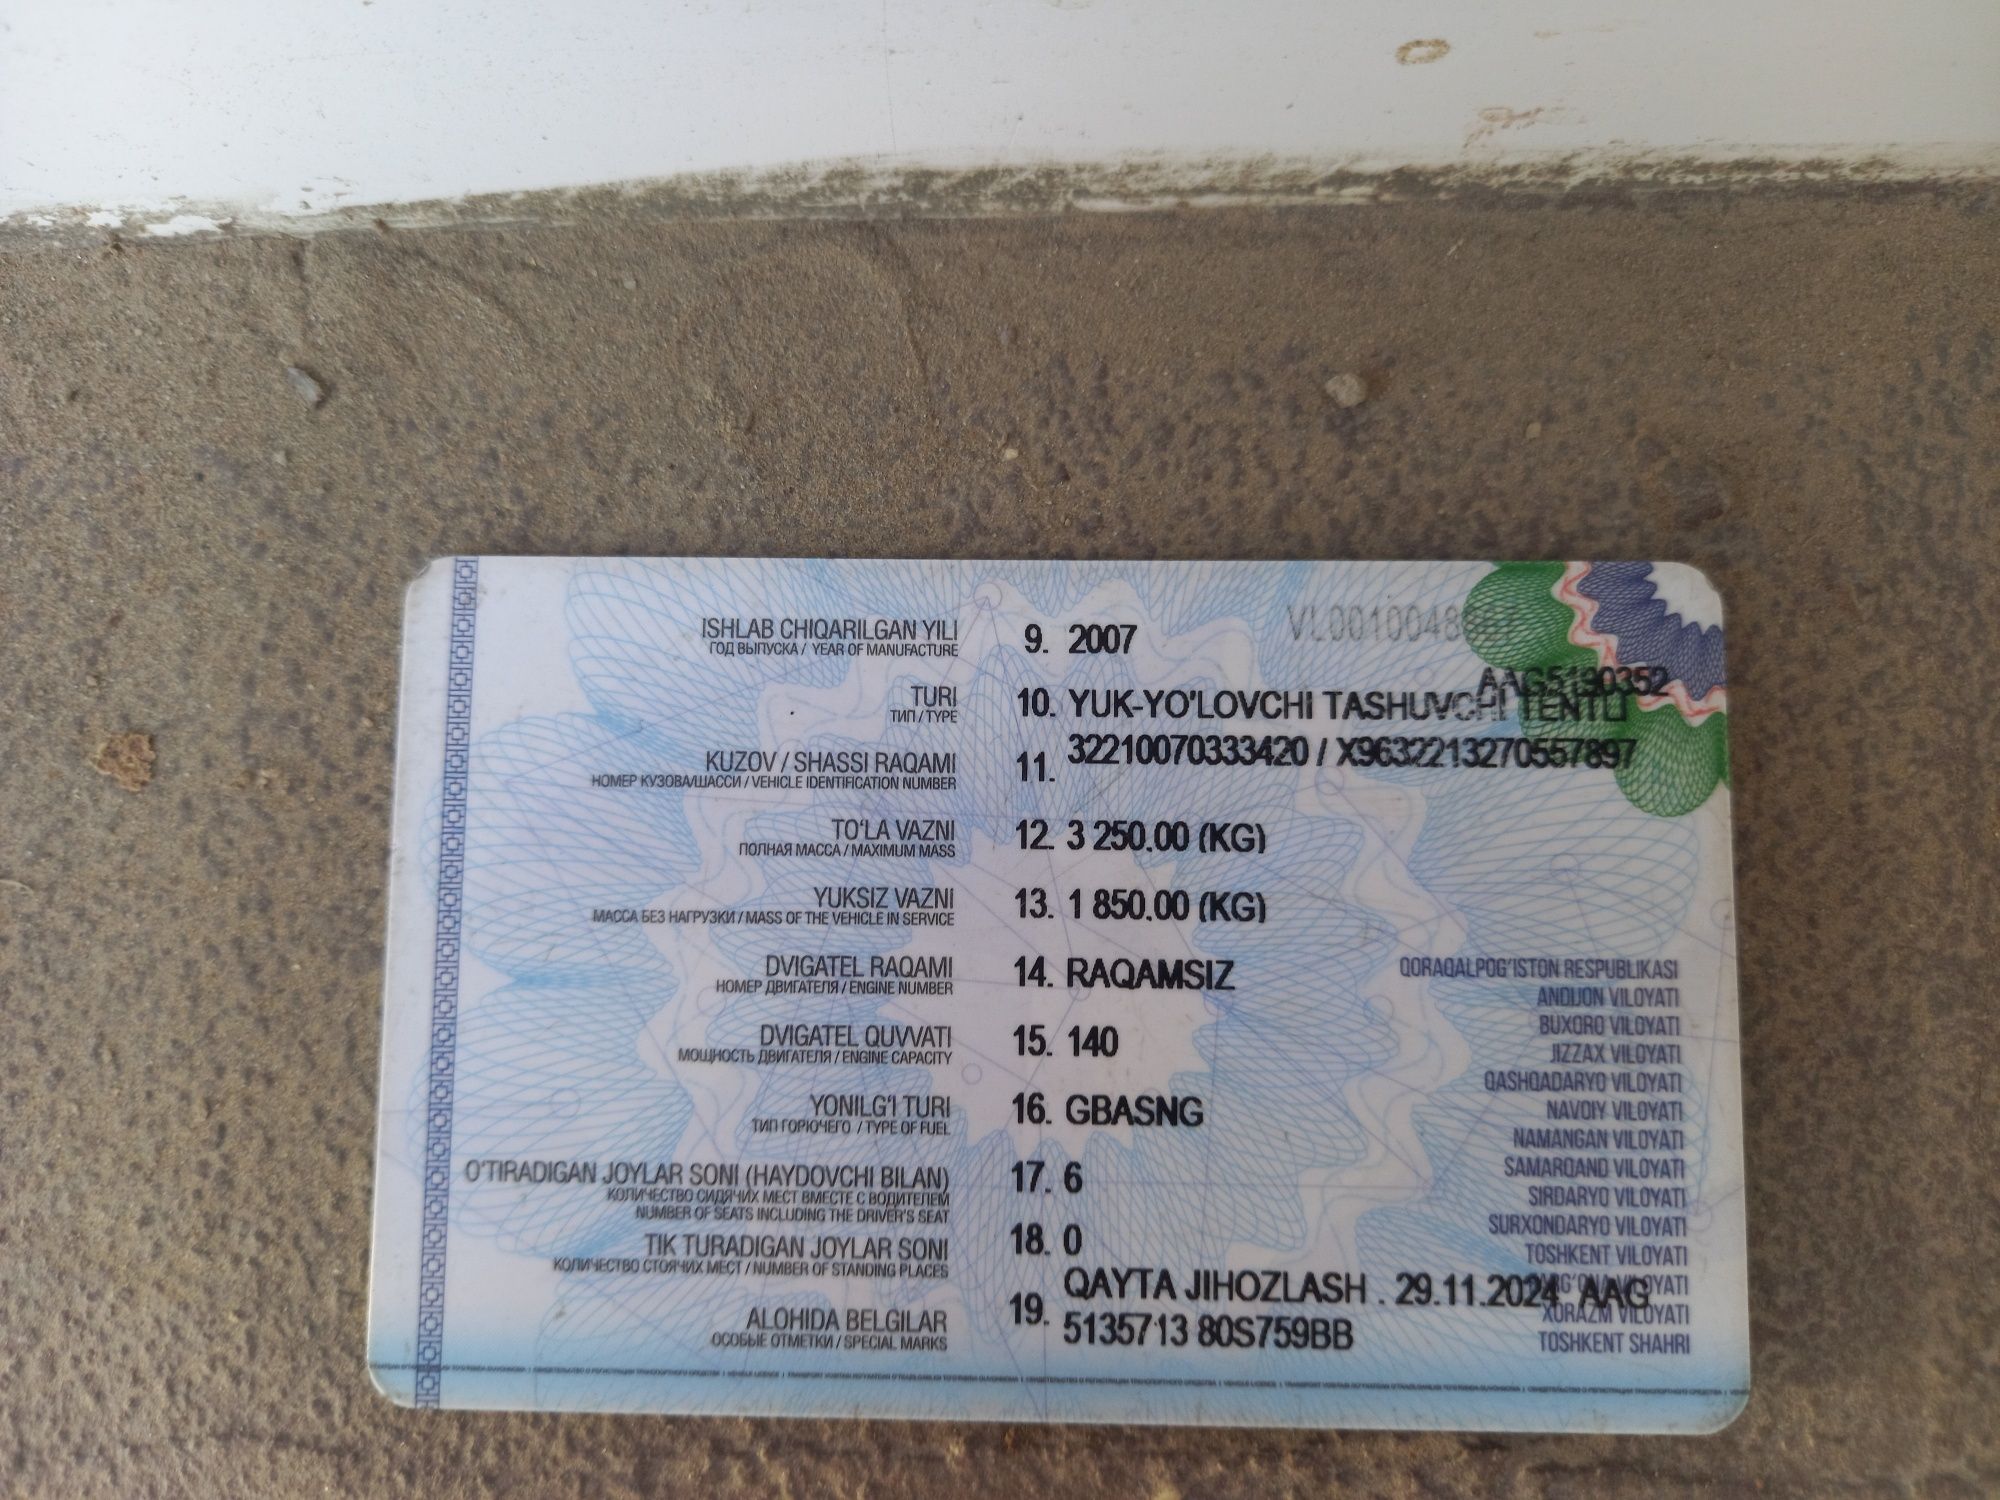 ISHLAB CHIQARILGAN YILI 9. 2007
ГОД ВЫПУСКА / YEAR OF MANUFACTURE
AAG5190352
TURI 10. YUK-YO'LOVCHI TASHUVCHI TENTLI
ТИП / TYPE
KUZOV / SHASSI RAQAMI 11. 32210070333420 / X9632213270557897
НОМЕР КУЗОВА/ШАССИ / VEHICLE IDENTIFICATION NUMBER
TO‘LA VAZNI 12. 3 250.00 (KG)
ПОЛНАЯ МАССА / MAXIMUM MASS
YUKSIZ VAZNI 13. 1 850.00 (KG)
МАССА БЕЗ НАГРУЗКИ / MASS OF THE VEHICLE IN SERVICE
DVIGATEL RAQAMI 14. RAQAMSIZ
НОМЕР ДВИГАТЕЛЯ / ENGINE NUMBER
DVIGATEL QUVVATI 15. 140
МОЩНОСТЬ ДВИГАТЕЛЯ / ENGINE CAPACITY
YONILG‘I TURI 16. GBASNG
ТИП ГОРЮЧЕГО / TYPE OF FUEL
O‘TIRADIGAN JOYLAR SONI (HAYDOVCHI BILAN) 17. 6
КОЛИЧЕСТВО СИДЯЧИХ МЕСТ ВМЕСТЕ С ВОДИТЕЛЕМ
NUMBER OF SEATS INCLUDING THE DRIVER'S SEAT
TIK TURADIGAN JOYLAR SONI 18. 0
КОЛИЧЕСТВО СТОЯЧИХ МЕСТ / NUMBER OF STANDING PLACES
ALOHIDA BELGILAR 19. QAYTA JIHOZLASH . 29.11.2024 AAG
5135713 80S759BB
ОСОБЫЕ ОТМЕТКИ / SPECIAL MARKS
QORAQALPOG‘ISTON RESPUBLIKASI
ANDIJON VILOYATI
BUXORO VILOYATI
JIZZAX VILOYATI
QASHQADARYO VILOYATI
NAVOIY VILOYATI
NAMANGAN VILOYATI
SAMARQAND VILOYATI
SIRDARYO VILOYATI
SURXONDARYO VILOYATI
TOSHKENT VILOYATI
VILOYATI
XORAZM VILOYATI
TOSHKENT SHAHRI